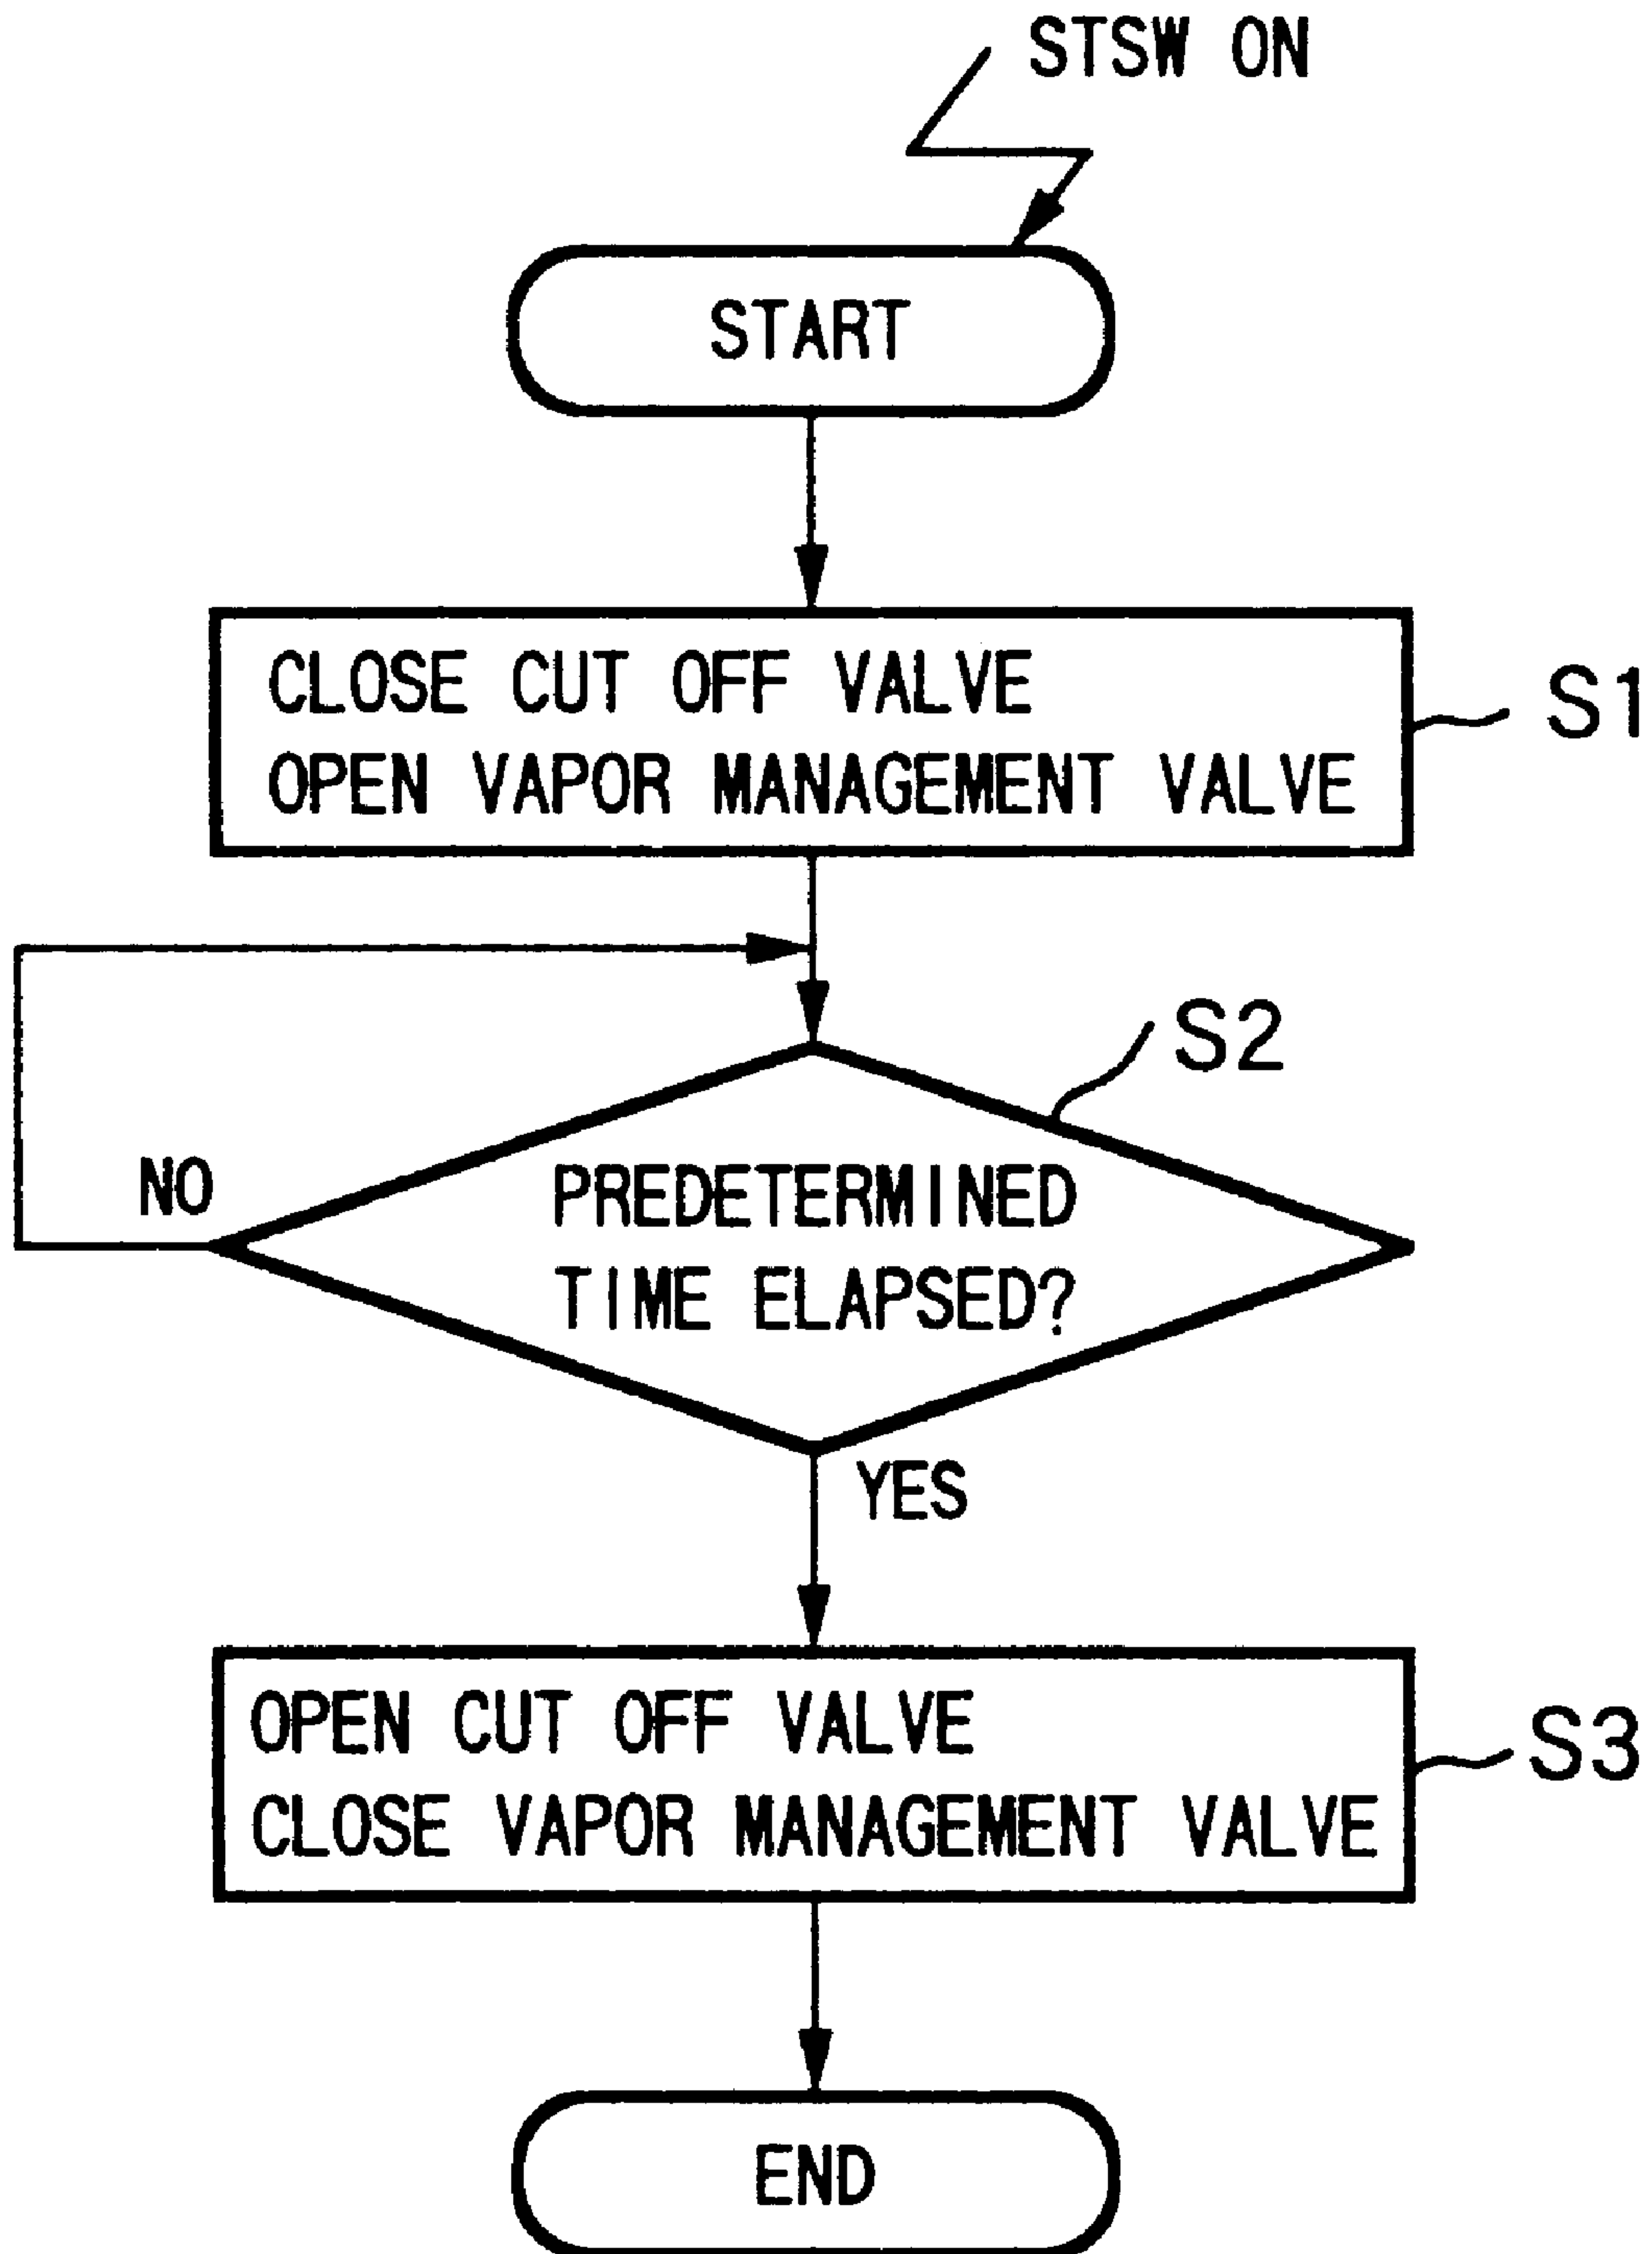 STSW ON
START
CLOSE CUT OFF VALVE
OPEN VAPOR MANAGEMENT VALVE
S1
S2
NO
PREDETERMINED
TIME ELAPSED?
YES
OPEN CUT OFF VALVE
CLOSE VAPOR MANAGEMENT VALVE
S3
END